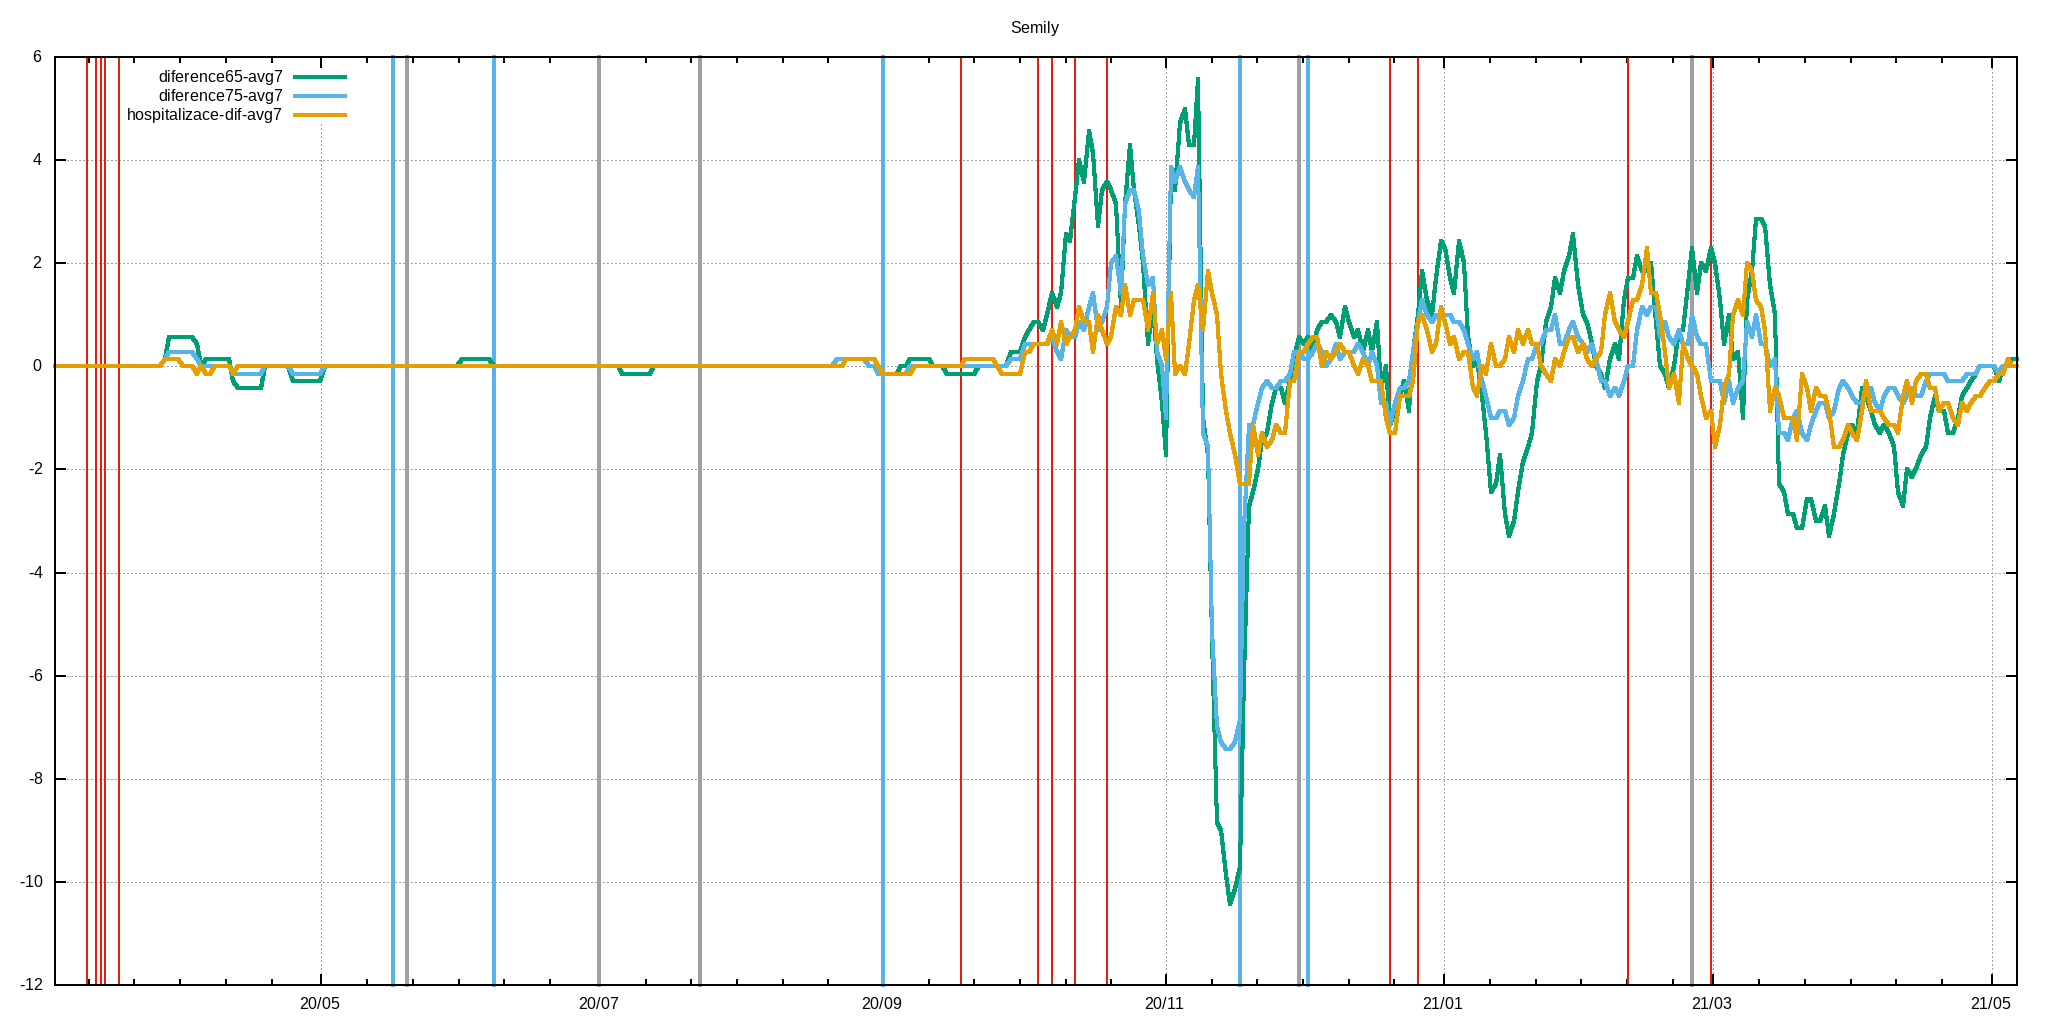 Semily
6
diference65-avg7
diference75-avg7
hospitalizace-dif-avg7
4
2
0
-2
-4
-6
-8
-10
-12
20/05 20/07 20/09 20/11 21/01 21/03 21/05